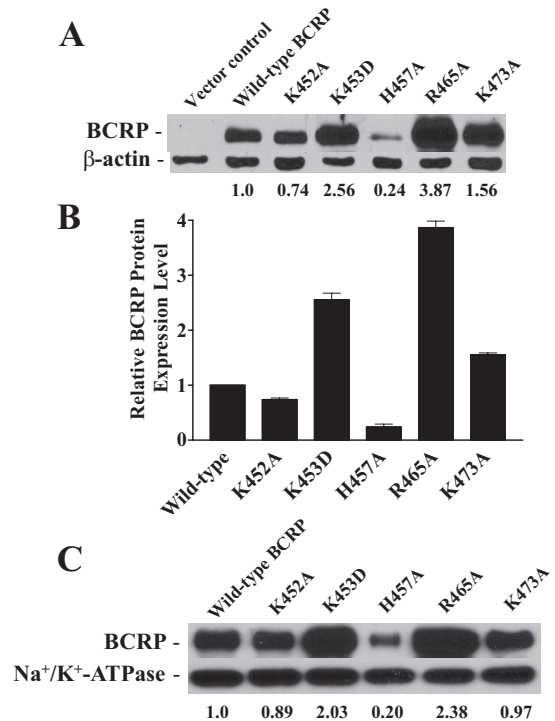 A
Vector control
Wild-type BCRP
K452A
K453D
H457A
R465A
K473A
BCRP -
β-actin -
1.0 0.74 2.56 0.24 3.87 1.56
B
Relative BCRP Protein
Expression Level
4
3
2
1
0
Wild-type
K452A
K453D
H457A
R465A
K473A
C
Wild-type BCRP
K452A
K453D
H457A
R465A
K473A
BCRP -
Na⁺/K⁺-ATPase -
1.0 0.89 2.03 0.20 2.38 0.97